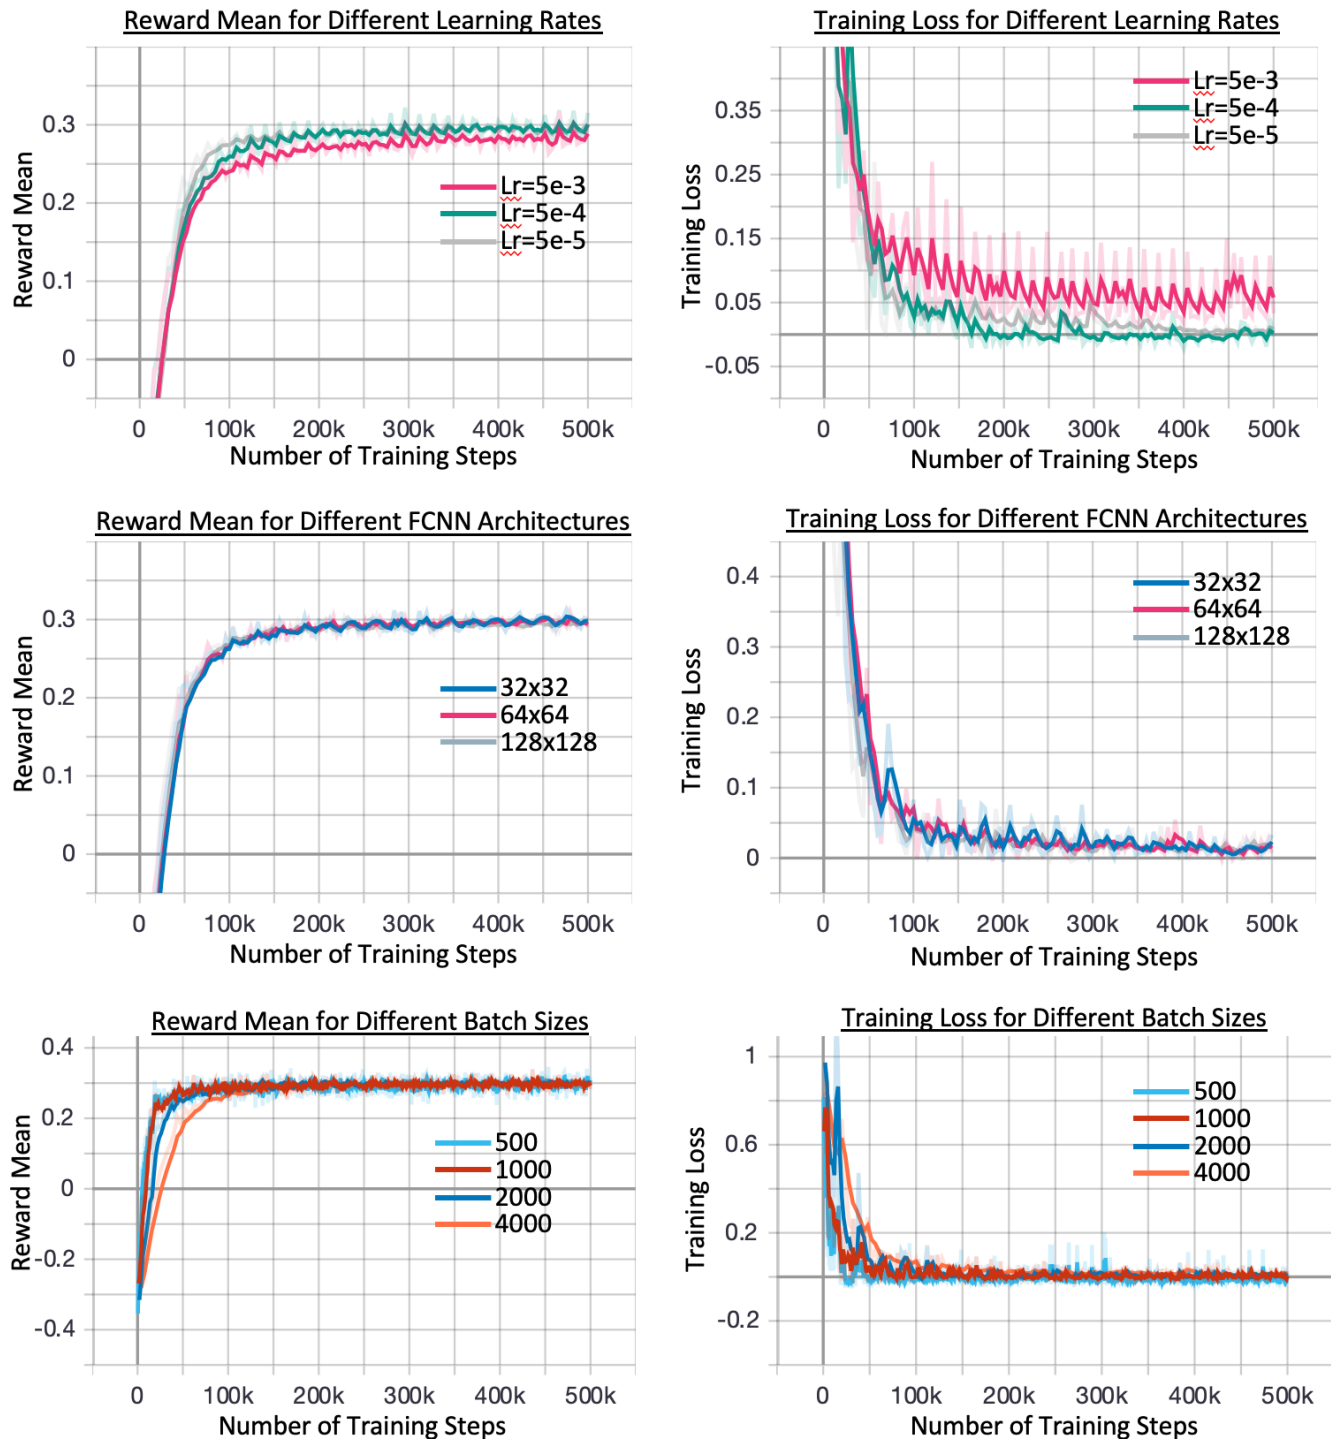 Reward Mean for Different Learning Rates
0.3
0.2
0.1
0
Reward Mean
Lr=5e-3
Lr=5e-4
Lr=5e-5
0 100k 200k 300k 400k 500k
Number of Training Steps
Training Loss for Different Learning Rates
0.35
0.25
0.15
0.05
-0.05
Training Loss
Lr=5e-3
Lr=5e-4
Lr=5e-5
0 100k 200k 300k 400k 500k
Number of Training Steps
Reward Mean for Different FCNN Architectures
0.3
0.2
0.1
0
Reward Mean
32x32
64x64
128x128
0 100k 200k 300k 400k 500k
Number of Training Steps
Training Loss for Different FCNN Architectures
0.4
0.3
0.2
0.1
0
Training Loss
32x32
64x64
128x128
0 100k 200k 300k 400k 500k
Number of Training Steps
Reward Mean for Different Batch Sizes
0.4
0.2
0
-0.2
-0.4
Reward Mean
500
1000
2000
4000
0 100k 200k 300k 400k 500k
Number of Training Steps
Training Loss for Different Batch Sizes
1
0.6
0.2
-0.2
Training Loss
500
1000
2000
4000
0 100k 200k 300k 400k 500k
Number of Training Steps